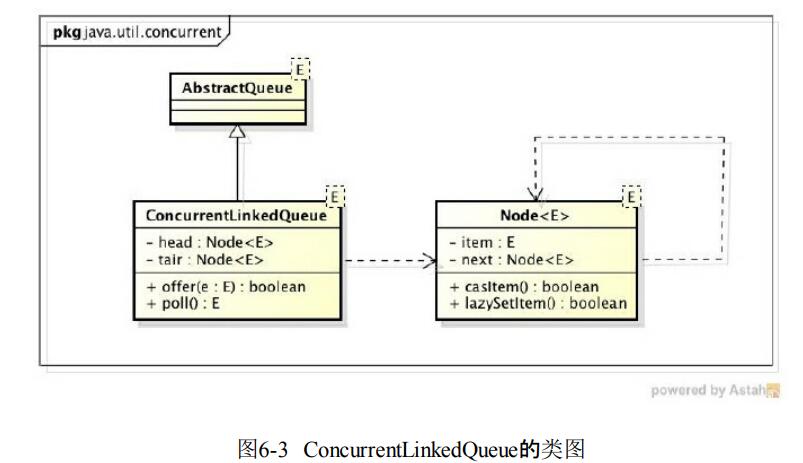 pkg java.util.concurrent
E
AbstractQueue
E
ConcurrentLinkedQueue
- head : Node<E>
- tair : Node<E>
+ offer(e : E) : boolean
+ poll() : E
E
Node<E>
- item : E
- next : Node<E>
+ casItem() : boolean
+ lazySetItem() : boolean
powered by Astah
图6-3 ConcurrentLinkedQueue的类图